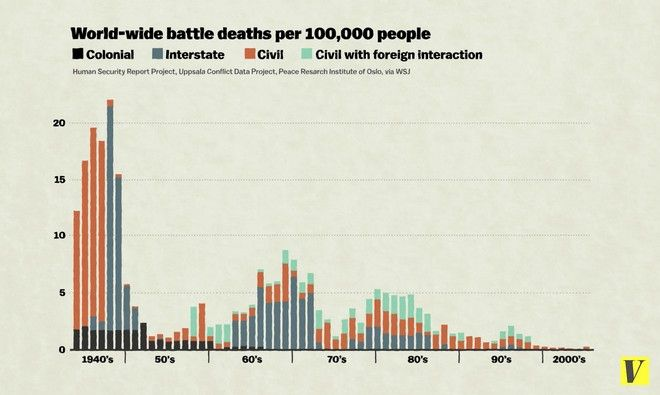 World-wide battle deaths per 100,000 people
Colonial Interstate Civil Civil with foreign interaction
Human Security Report Project, Uppsala Conflict Data Project, Peace Resarch Institute of Oslo, via WSJ
20
15
10
5
0
1940's 50's 60's 70's 80's 90's 2000's
V